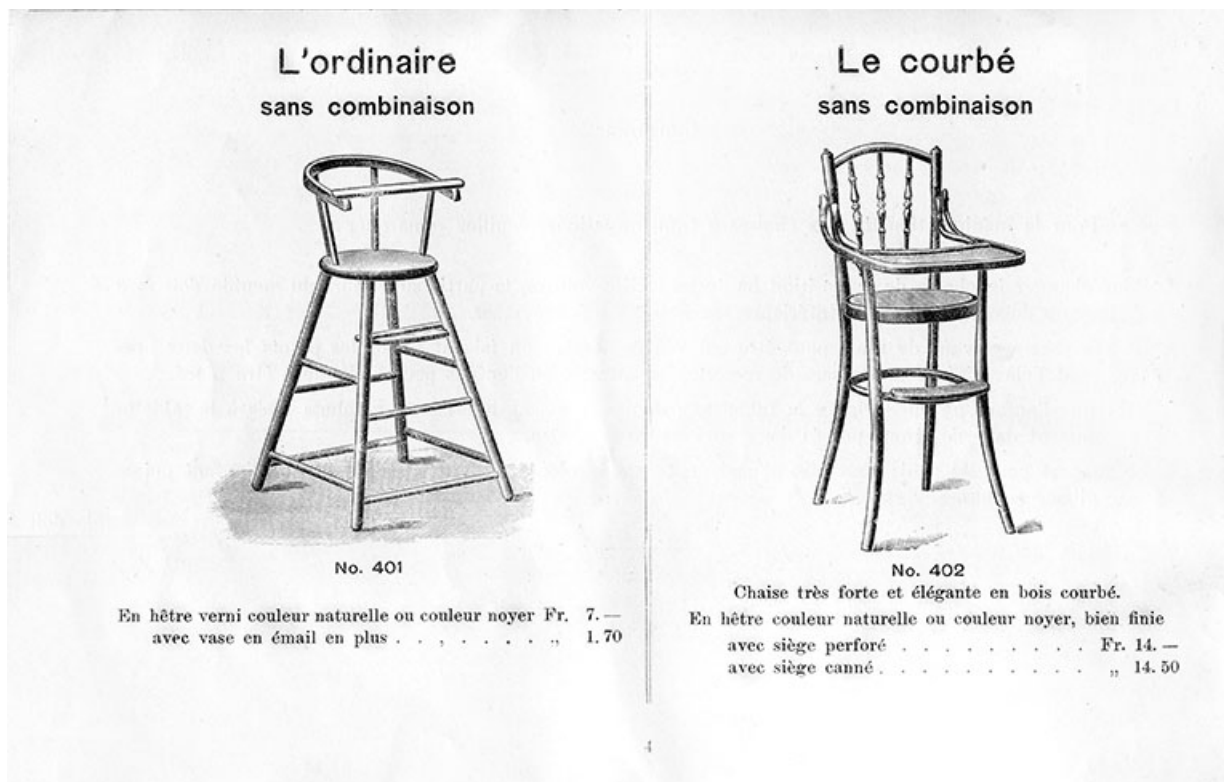 L'ordinaire
sans combinaison
No. 401
En hêtre verni couleur naturelle ou couleur noyer Fr. 7.—
avec vase en émail en plus . . , . . . . „ 1.70
Le courbé
sans combinaison
No. 402
Chaise très forte et élégante en bois courbé.
En hêtre couleur naturelle ou couleur noyer, bien finie
avec siège perforé . . . . . . . . . Fr. 14.—
avec siège canné . . . . . . . . . . „ 14.50
4